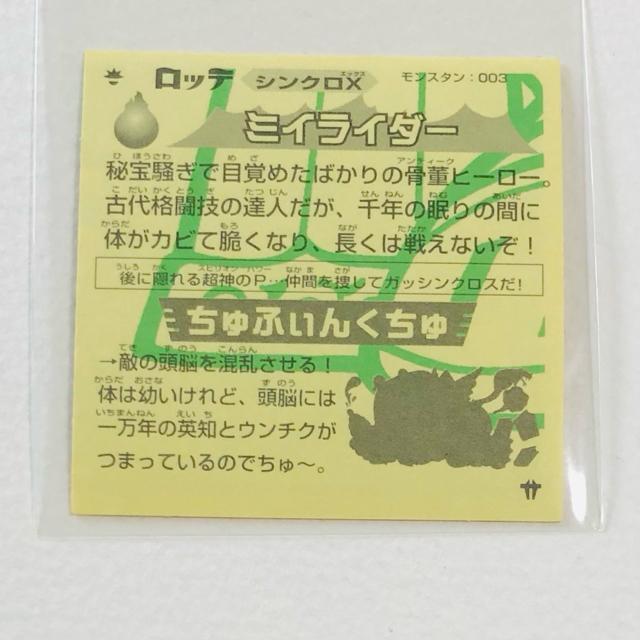 ロッテ シンクロX エックス モンスタン:003
ミイライダー
秘宝騒ぎで目覚めたばかりの骨董ヒーロー。
古代格闘技の達人だが、千年の眠りの間に
体がカビて脆くなり、長くは戦えないぞ!
後に隠れる超神のP…仲間を捜してガッシンクロスだ!
ちゅふぃんくちゅ
→敵の頭脳を混乱させる!
体は幼いけれど、頭脳には
一万年の英知とウンチクが
つまっているのでちゅ〜。
サ